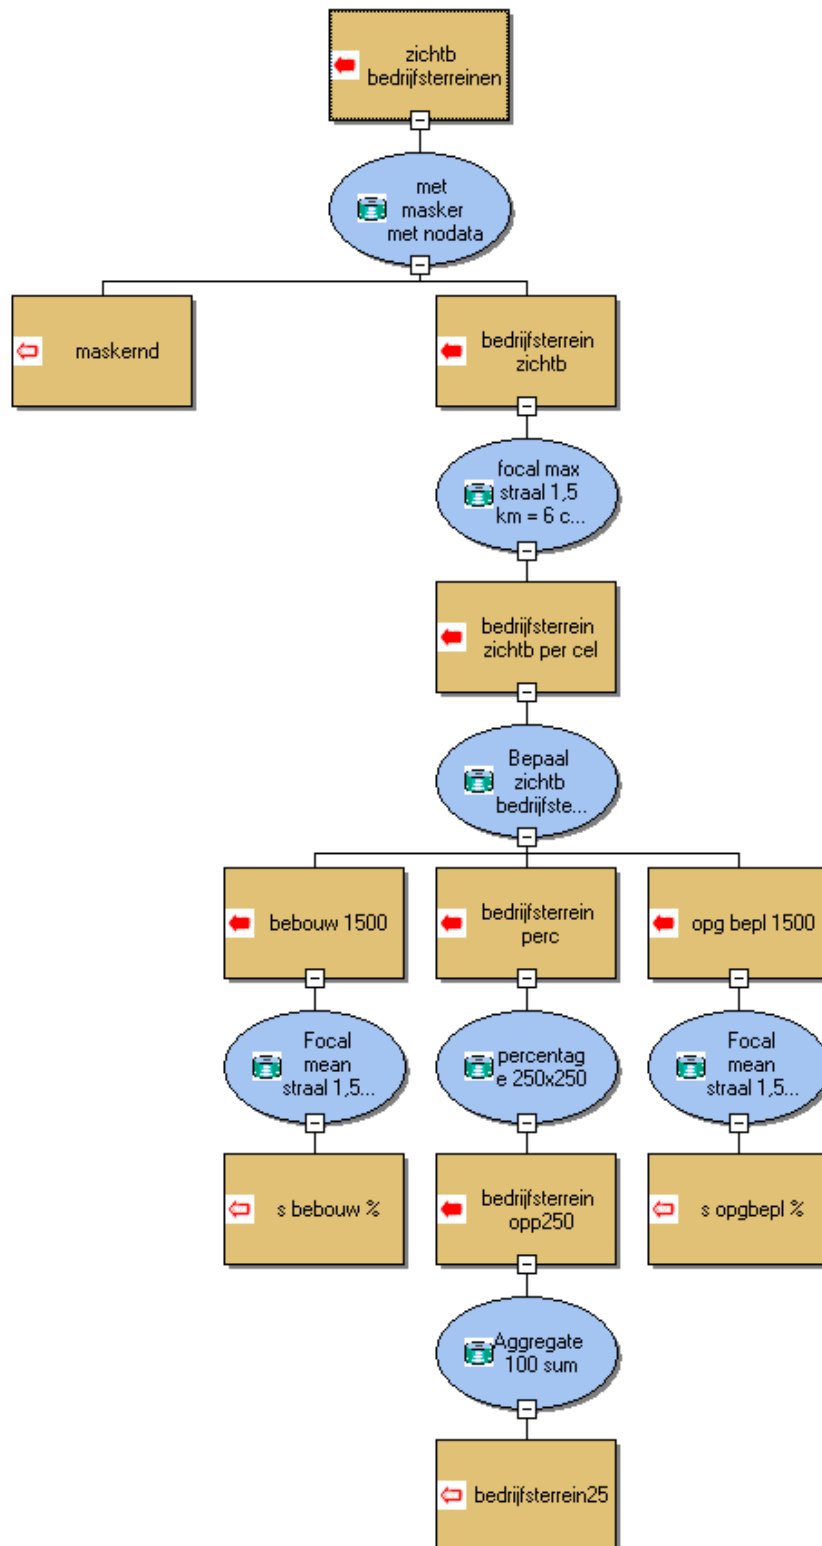 zichtb
bedrijfsterreinen
met
masker
met nodata
maskernd
bedrijfsterrein
zichtb
focal max
straal 1,5
km = 6 c...
bedrijfsterrein
zichtb per cel
Bepaal
zichtb
bedrijfste...
bebouw 1500
bedrijfsterrein
perc
opg bepl 1500
Focal
mean
straal 1,5...
percentag
e 250x250
Focal
mean
straal 1,5...
s bebouw %
bedrijfsterrein
opp250
s opgbepl %
Aggregate
100 sum
bedrijfsterrein25